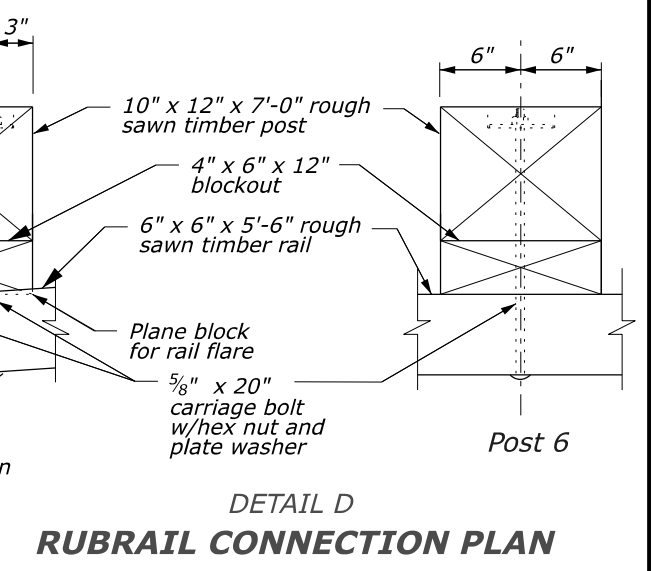 3"
6" 6"
10" x 12" x 7'-0" rough
sawn timber post
4" x 6" x 12"
blockout
6" x 6" x 5'-6" rough
sawn timber rail
Plane block
for rail flare
⅝" x 20"
carriage bolt
w/hex nut and
plate washer
Post 6
n
DETAIL D
RUBRAIL CONNECTION PLAN